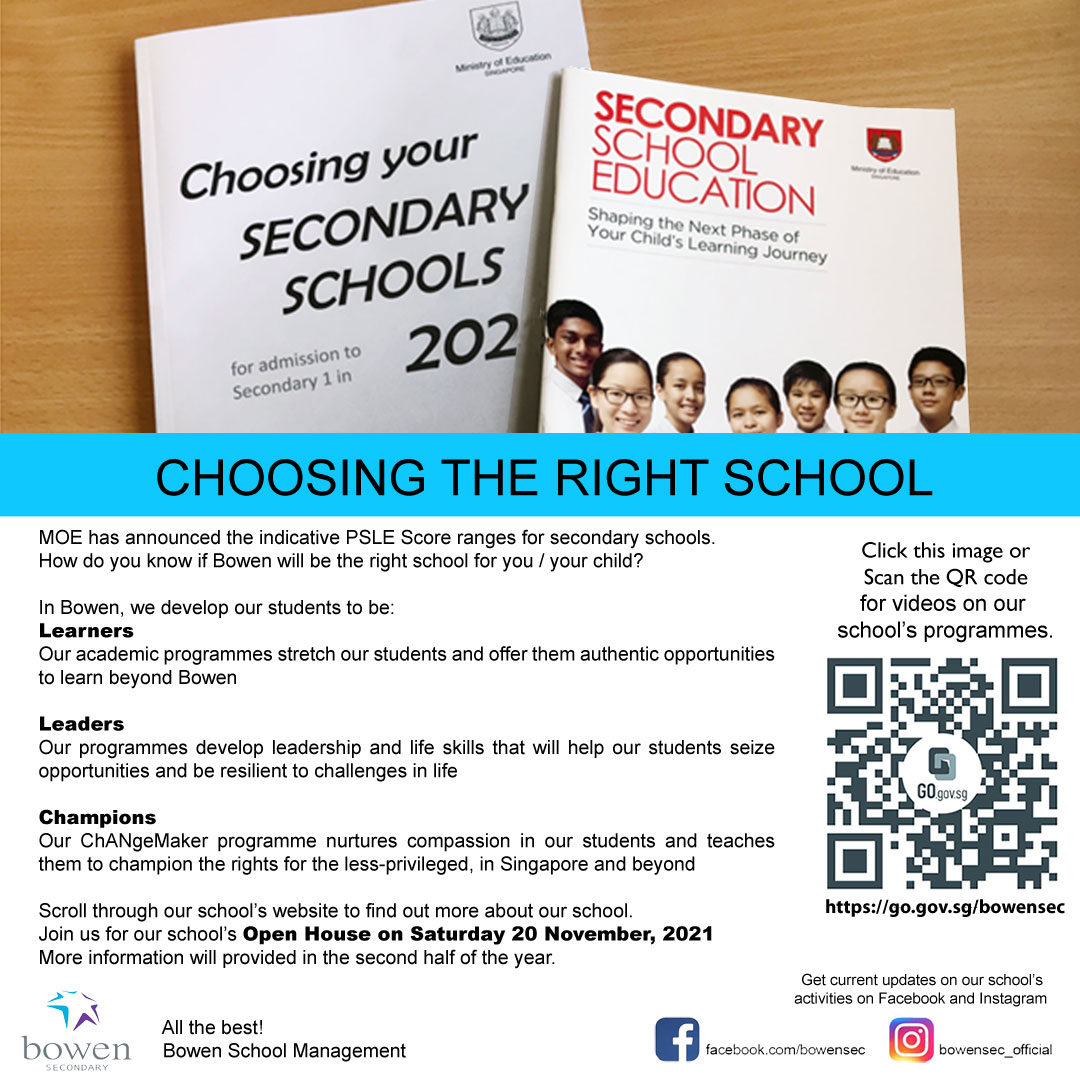 Ministry of Education
SINGAPORE
Choosing your
SECONDARY
SCHOOLS
202
for admission to
Secondary 1 in
SECONDARY
SCHOOL
EDUCATION
Ministry of Education
SINGAPORE
Shaping the Next Phase of
Your Child's Learning Journey
CHOOSING THE RIGHT SCHOOL
MOE has announced the indicative PSLE Score ranges for secondary schools.
How do you know if Bowen will be the right school for you / your child?
In Bowen, we develop our students to be:
Learners
Our academic programmes stretch our students and offer them authentic opportunities
to learn beyond Bowen
Leaders
Our programmes develop leadership and life skills that will help our students seize
opportunities and be resilient to challenges in life
Champions
Our ChANgeMaker programme nurtures compassion in our students and teaches
them to champion the rights for the less-privileged, in Singapore and beyond
Scroll through our school's website to find out more about our school.
Join us for our school's Open House on Saturday 20 November, 2021
More information will provided in the second half of the year.
Click this image or
Scan the QR code
for videos on our
school's programmes.
GO.gov.sg
https://go.gov.sg/bowensec
Get current updates on our school's
activities on Facebook and Instagram
bowen
SECONDARY
All the best!
Bowen School Management
facebook.com/bowensec
bowensec_official